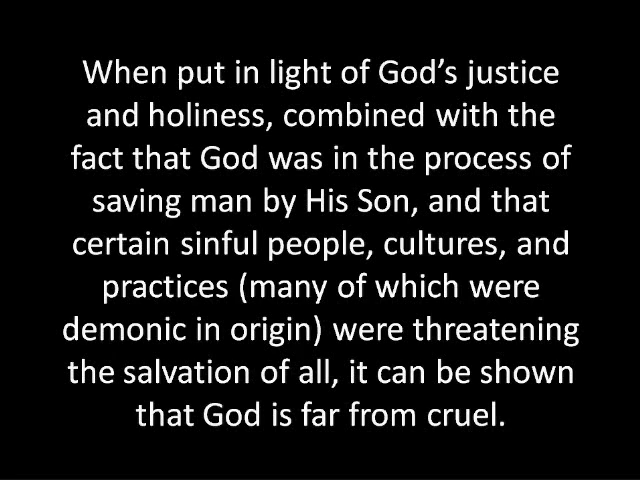 When put in light of God’s justice
and holiness, combined with the
fact that God was in the process of
saving man by His Son, and that
certain sinful people, cultures, and
practices (many of which were
demonic in origin) were threatening
the salvation of all, it can be shown
that God is far from cruel.